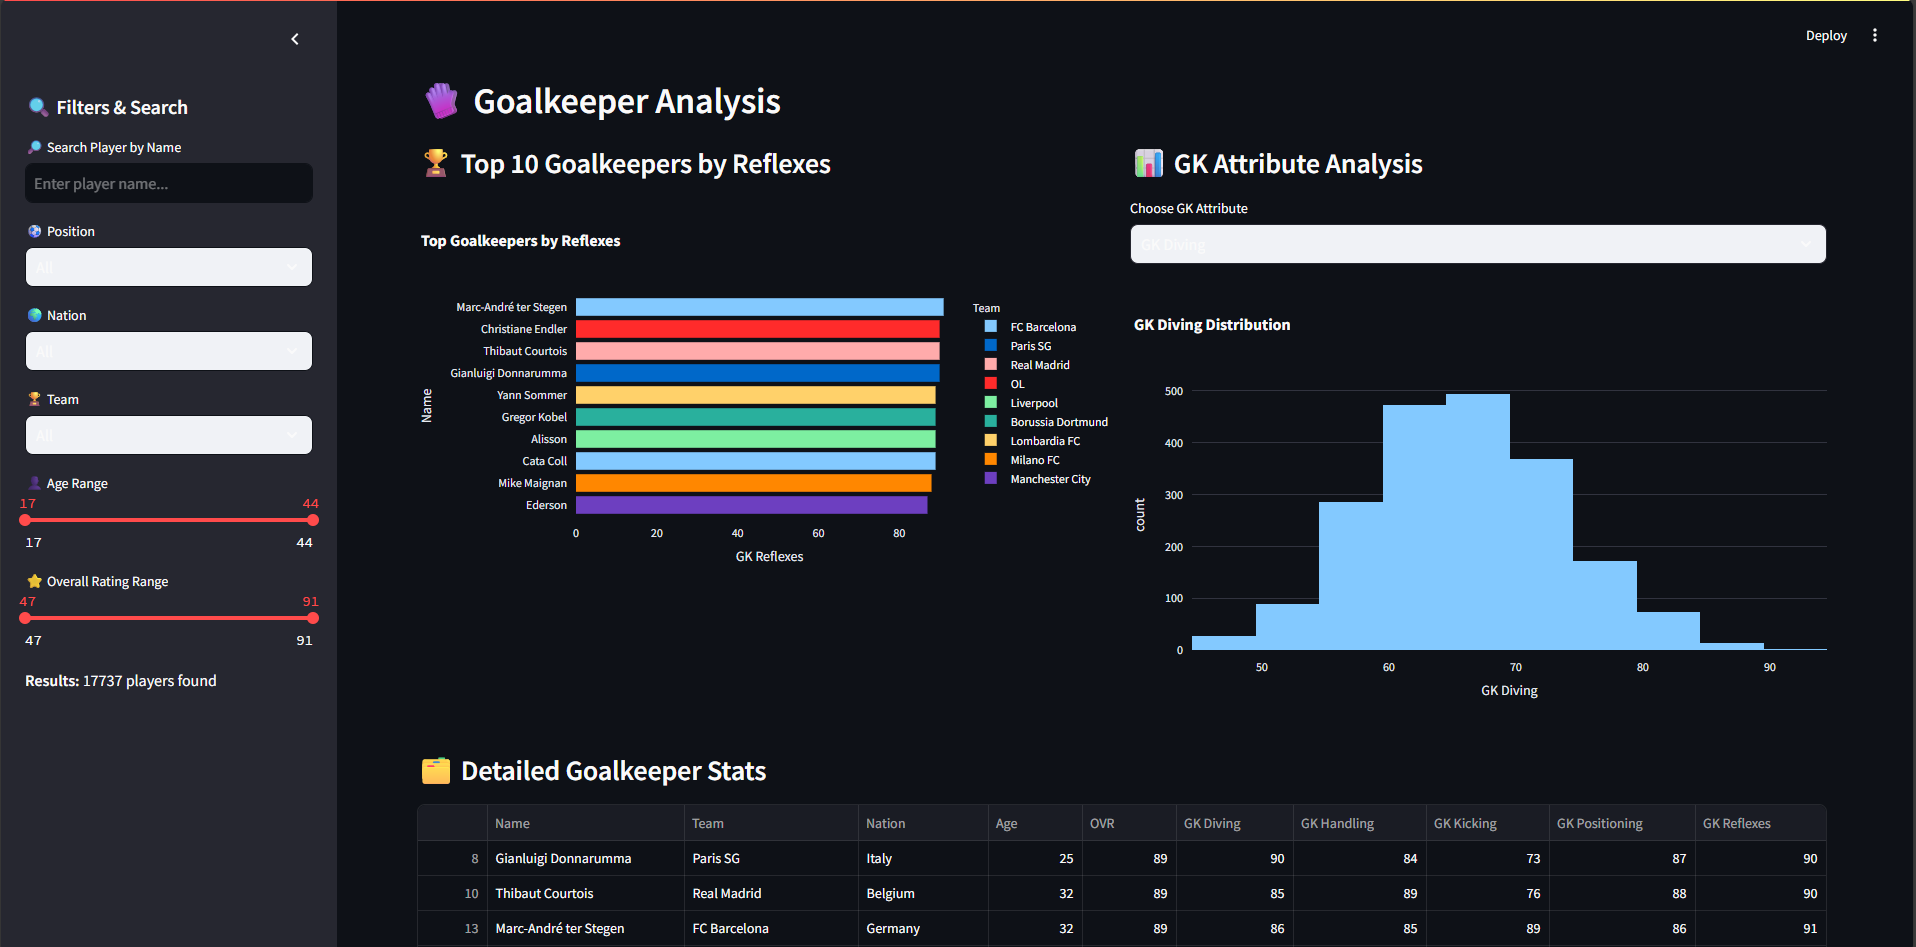 Deploy
Filters & Search
Search Player by Name
Enter player name...
Position
All
Nation
All
Team
All
Age Range
17 44
17 44
Overall Rating Range
47 91
47 91
Results: 17737 players found
Goalkeeper Analysis
Top 10 Goalkeepers by Reflexes
Top Goalkeepers by Reflexes
Name
Marc-André ter Stegen
Christiane Endler
Thibaut Courtois
Gianluigi Donnarumma
Yann Sommer
Gregor Kobel
Alisson
Cata Coll
Mike Maignan
Ederson
0 20 40 60 80
GK Reflexes
Team
FC Barcelona
Paris SG
Real Madrid
OL
Liverpool
Borussia Dortmund
Lombardia FC
Milano FC
Manchester City
GK Attribute Analysis
Choose GK Attribute
GK Diving
GK Diving Distribution
count
500
400
300
200
100
0
50 60 70 80 90
GK Diving
Detailed Goalkeeper Stats
Name Team Nation Age OVR GK Diving GK Handling GK Kicking GK Positioning GK Reflexes
8 Gianluigi Donnarumma Paris SG Italy 25 89 90 84 73 87 90
10 Thibaut Courtois Real Madrid Belgium 32 89 85 89 76 88 90
13 Marc-André ter Stegen FC Barcelona Germany 32 89 86 85 89 86 91